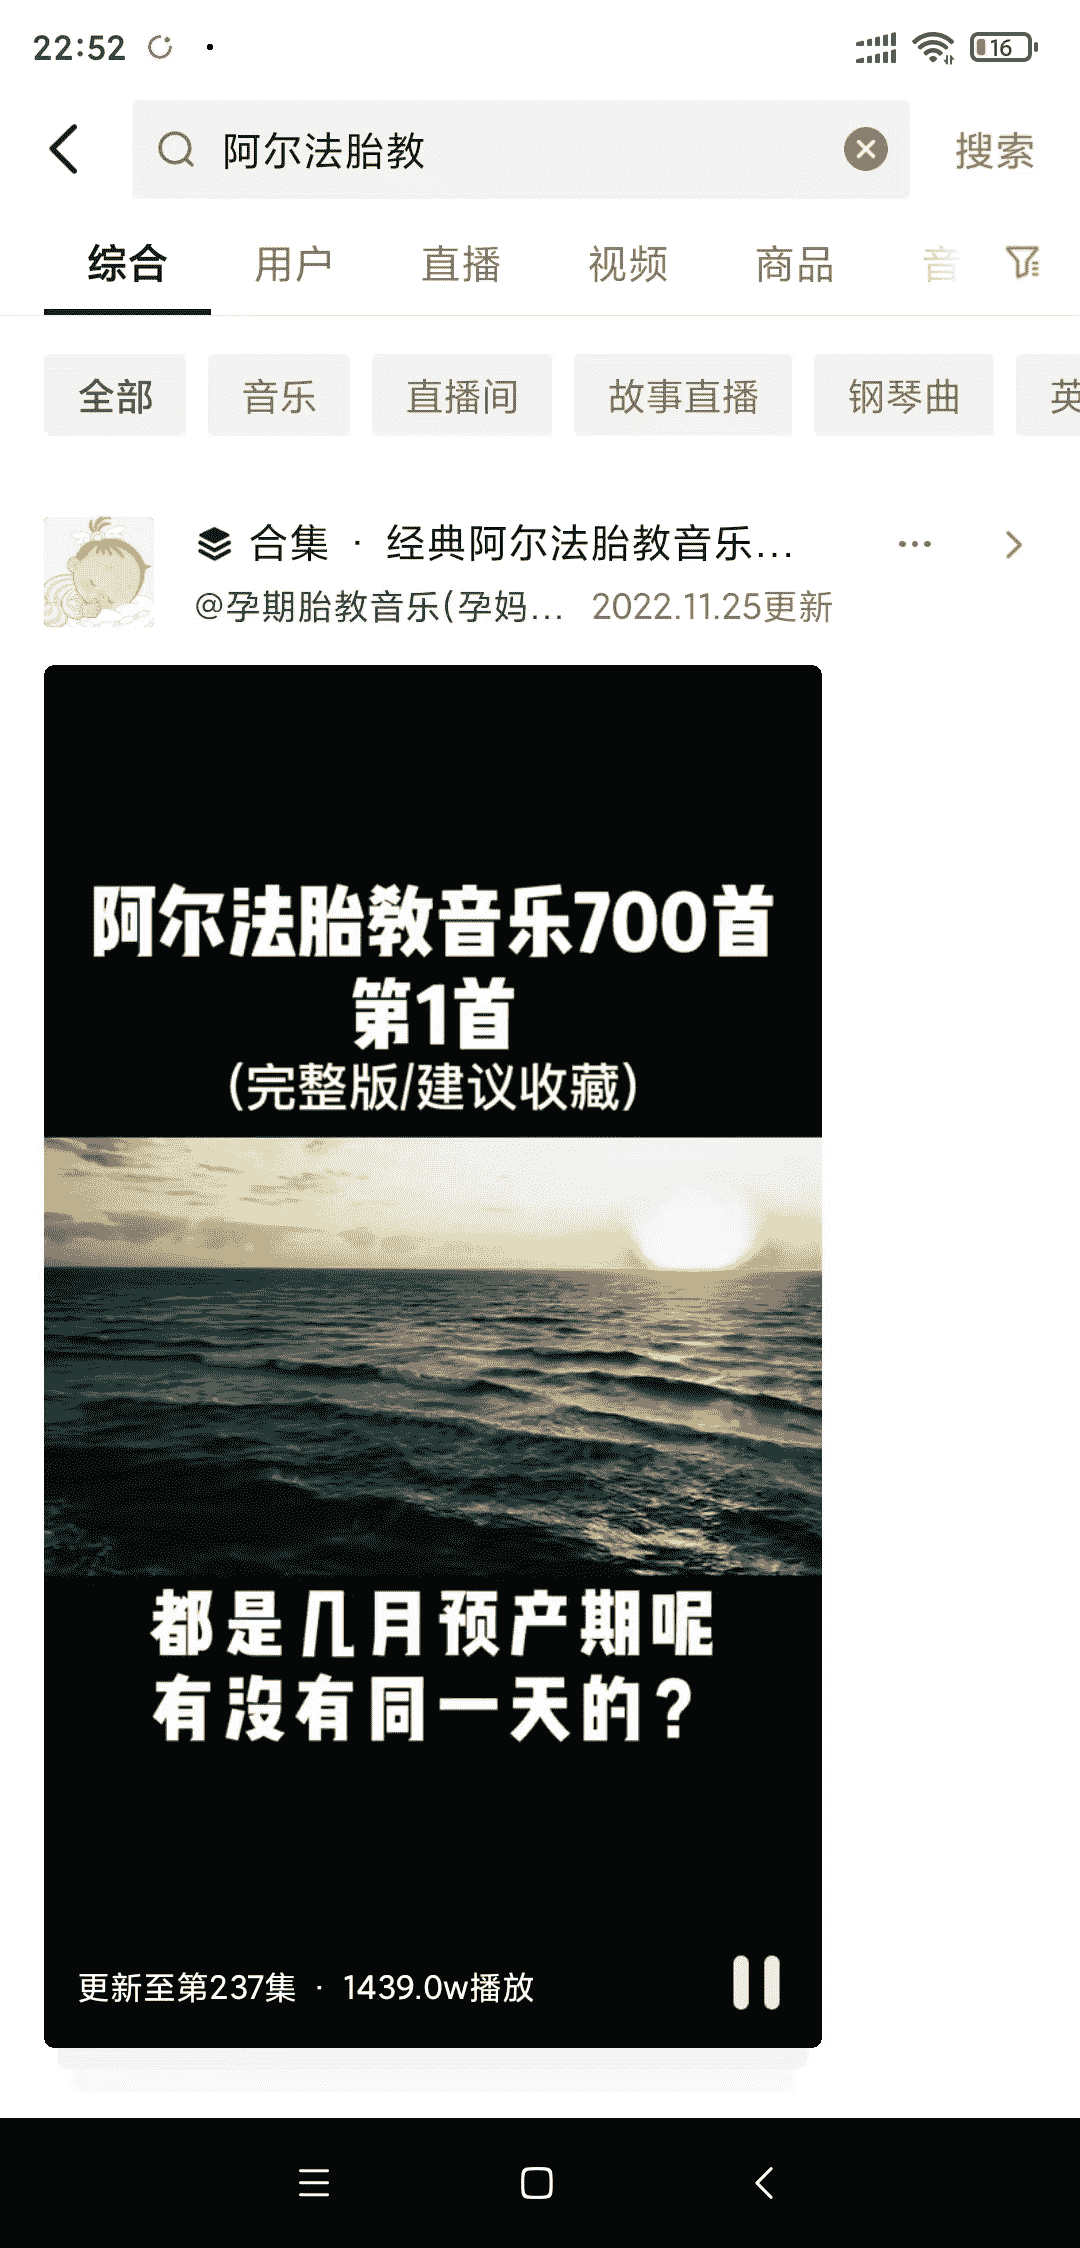 22:52
16
阿尔法胎教
搜索
综合 用户 直播 视频 商品 音
全部 音乐 直播间 故事直播 钢琴曲 英
合集 · 经典阿尔法胎教音乐...
@孕期胎教音乐(孕妈... 2022.11.25更新
阿尔法胎教音乐700首
第1首
(完整版/建议收藏)
都是几月预产期呢
有没有同一天的?
更新至第237集 · 1439.0w播放